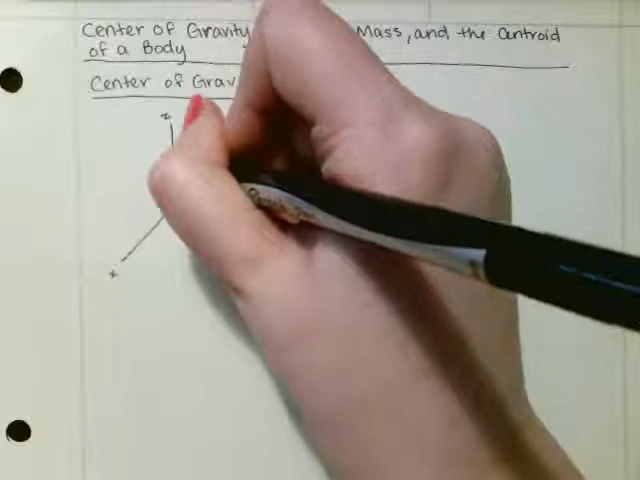 Center of Gravity Mass, and the Centroid
of a Body
Center of Grav
z
x